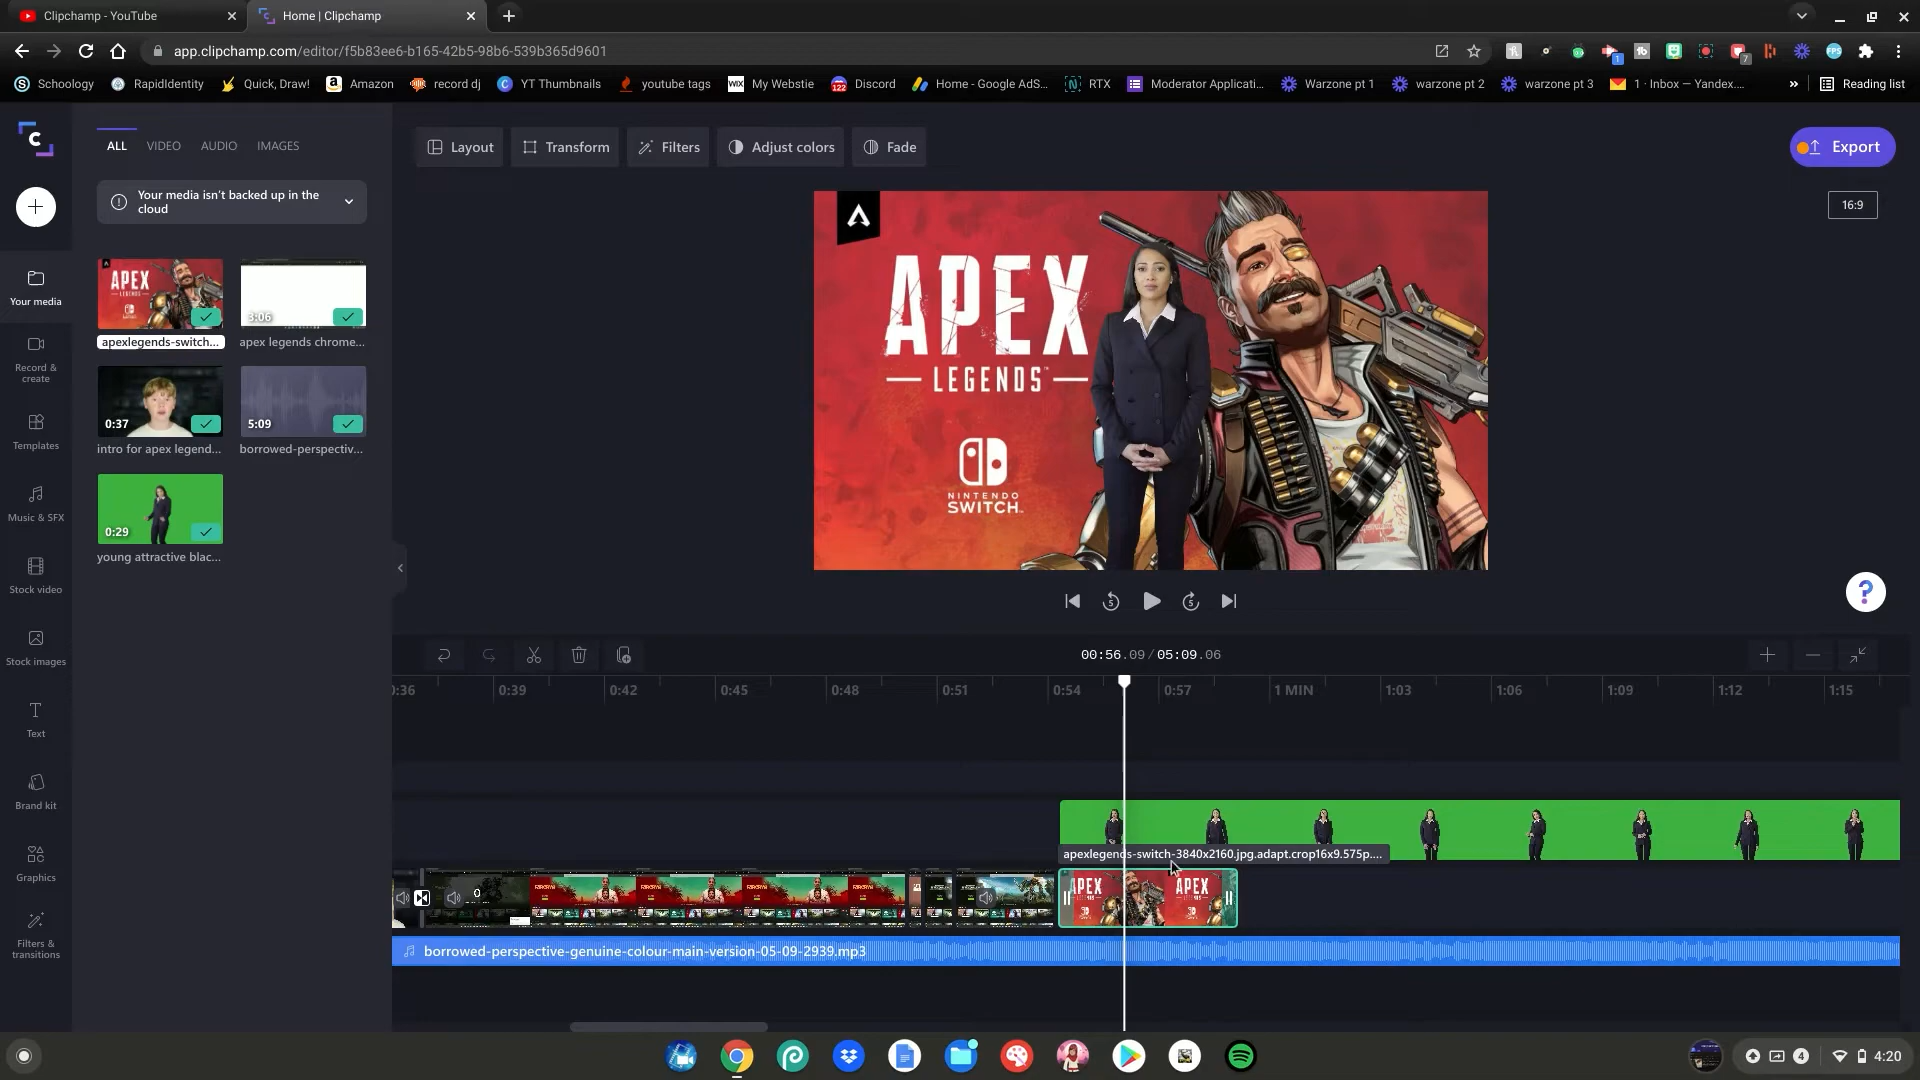 Clipchamp - YouTube
Home | Clipchamp
app.clipchamp.com/editor/f5b83ee6-b165-42b5-98b6-539b365d9601
Schoology
RapidIdentity
Quick, Draw!
Amazon
record dj
YT Thumbnails
youtube tags
WIX
My Webstie
122
Discord
Home - Google AdS...
RTX
Moderator Applicati...
Warzone pt 1
warzone pt 2
warzone pt 3
1 · Inbox — Yandex....
»
Reading list
ALL
VIDEO
AUDIO
IMAGES
Layout
Transform
Filters
Adjust colors
Fade
Export
Your media isn't backed up in the
cloud
16:9
Your media
Record &
create
Templates
Music & SFX
Stock video
Stock images
Text
Brand kit
Graphics
Filters &
transitions
apexlegends-switch...
3:06
apex legends chrome...
0:37
intro for apex legend...
5:09
borrowed-perspectiv...
0:29
young attractive blac...
APEX
LEGENDS™
NINTENDO
SWITCH
00:56.09/05:09.06
0:36
0:39
0:42
0:45
0:48
0:51
0:54
0:57
1 MIN
1:03
1:06
1:09
1:12
1:15
apexlegends-switch-3840x2160.jpg.adapt.crop16x9.575p....
borrowed-perspective-genuine-colour-main-version-05-09-2939.mp3
4
4:20